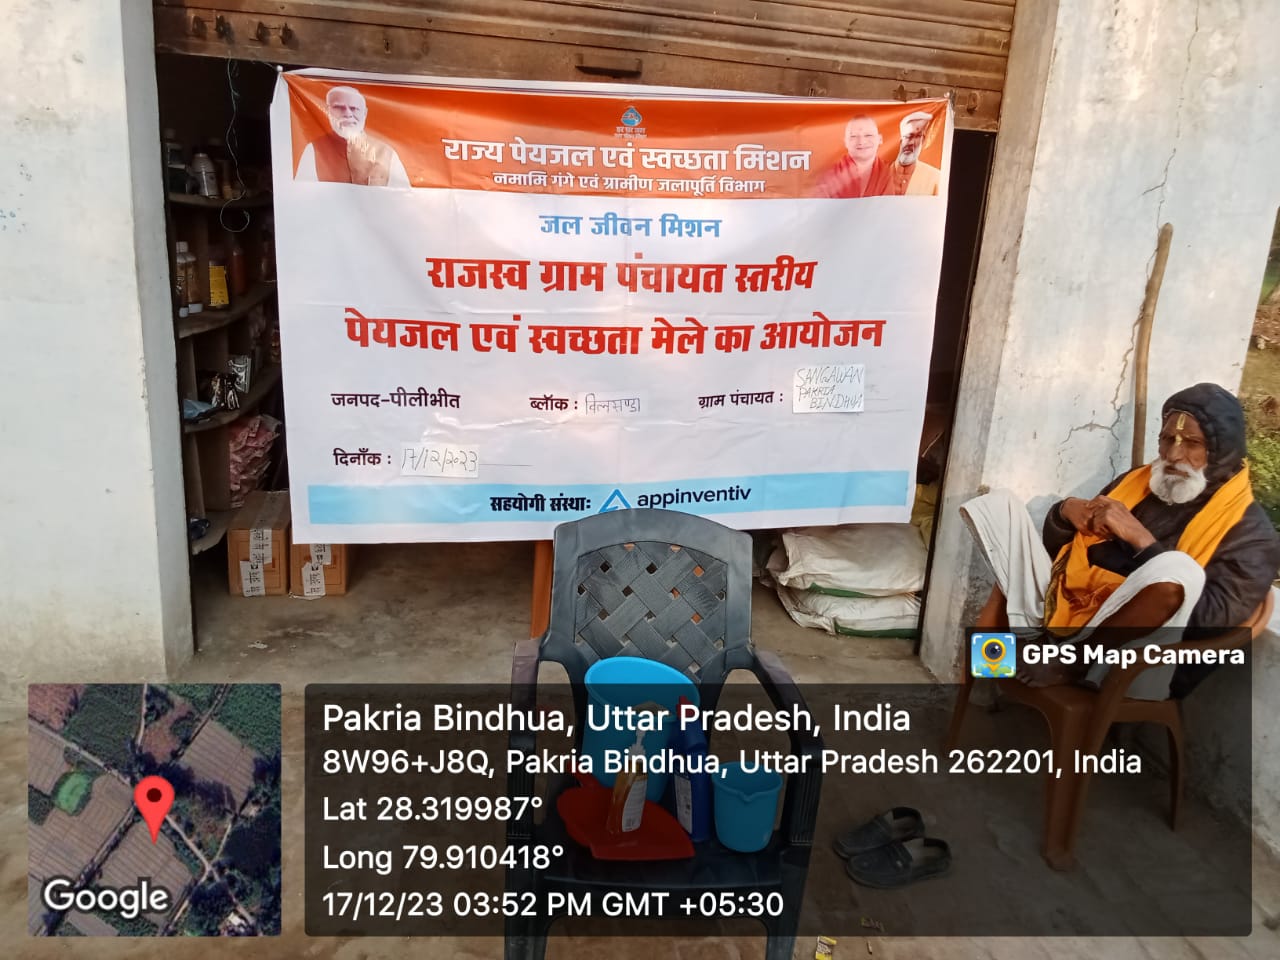 राज्य पेयजल एवं स्वच्छता मिशन
नमामि गंगे एवं ग्रामीण जलापूर्ति विभाग
जल जीवन मिशन
राजस्व ग्राम पंचायत स्तरीय
पेयजल एवं स्वच्छता मेले का आयोजन
जनपद-पीलीभीत ब्लॉक : बिलसण्डा ग्राम पंचायत : SANGAWAN PAKRIA BINDHUA
दिनाँक : 17/12/2023
सहयोगी संस्था: appinventiv
GPS Map Camera
Pakria Bindhua, Uttar Pradesh, India
8W96+J8Q, Pakria Bindhua, Uttar Pradesh 262201, India
Lat 28.319987°
Long 79.910418°
17/12/23 03:52 PM GMT +05:30
Google